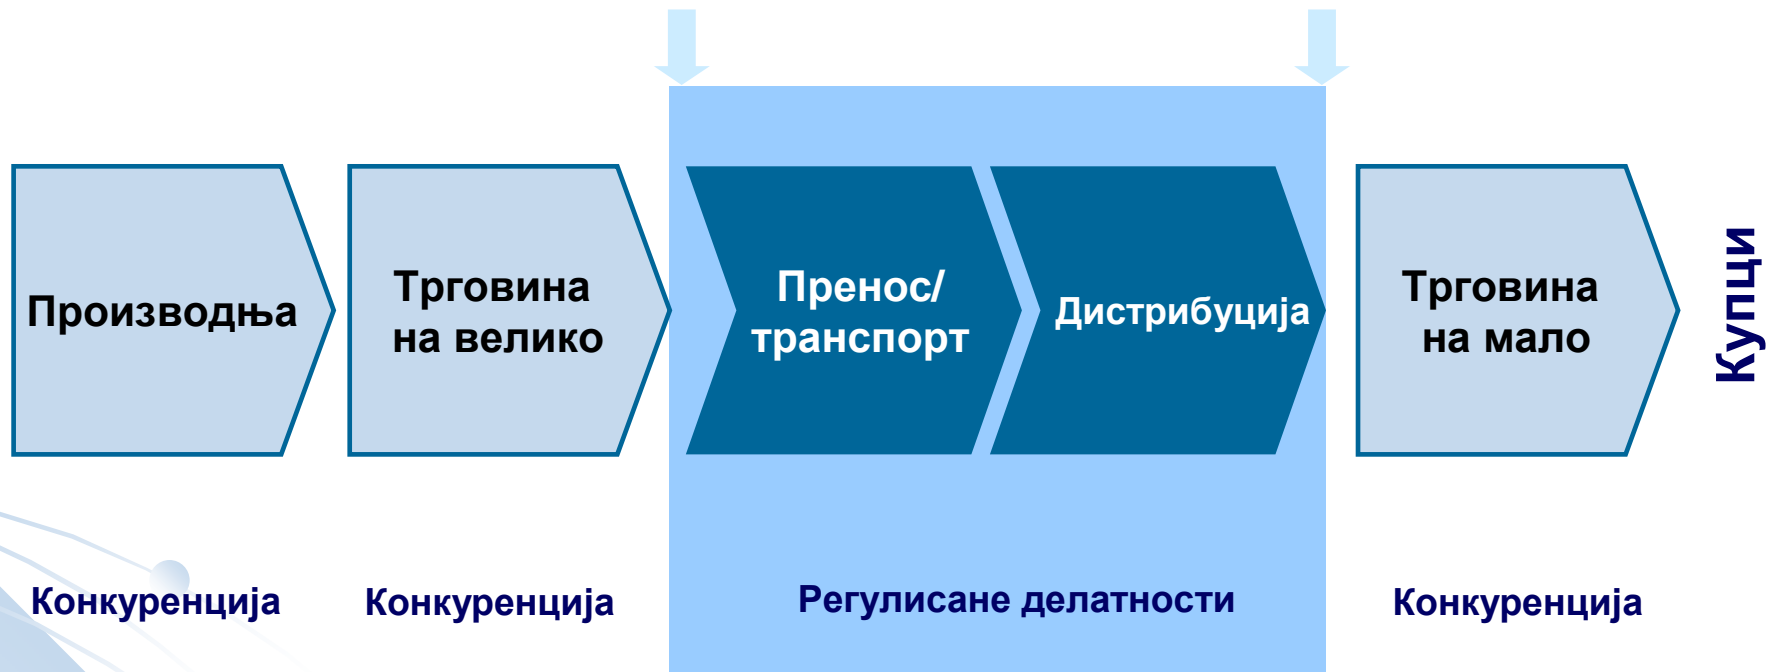 Производња
Трговина
на велико
Пренос/
транспорт
Дистрибуција
Трговина
на мало
Купци
Конкуренција
Конкуренција
Регулисане делатности
Конкуренција